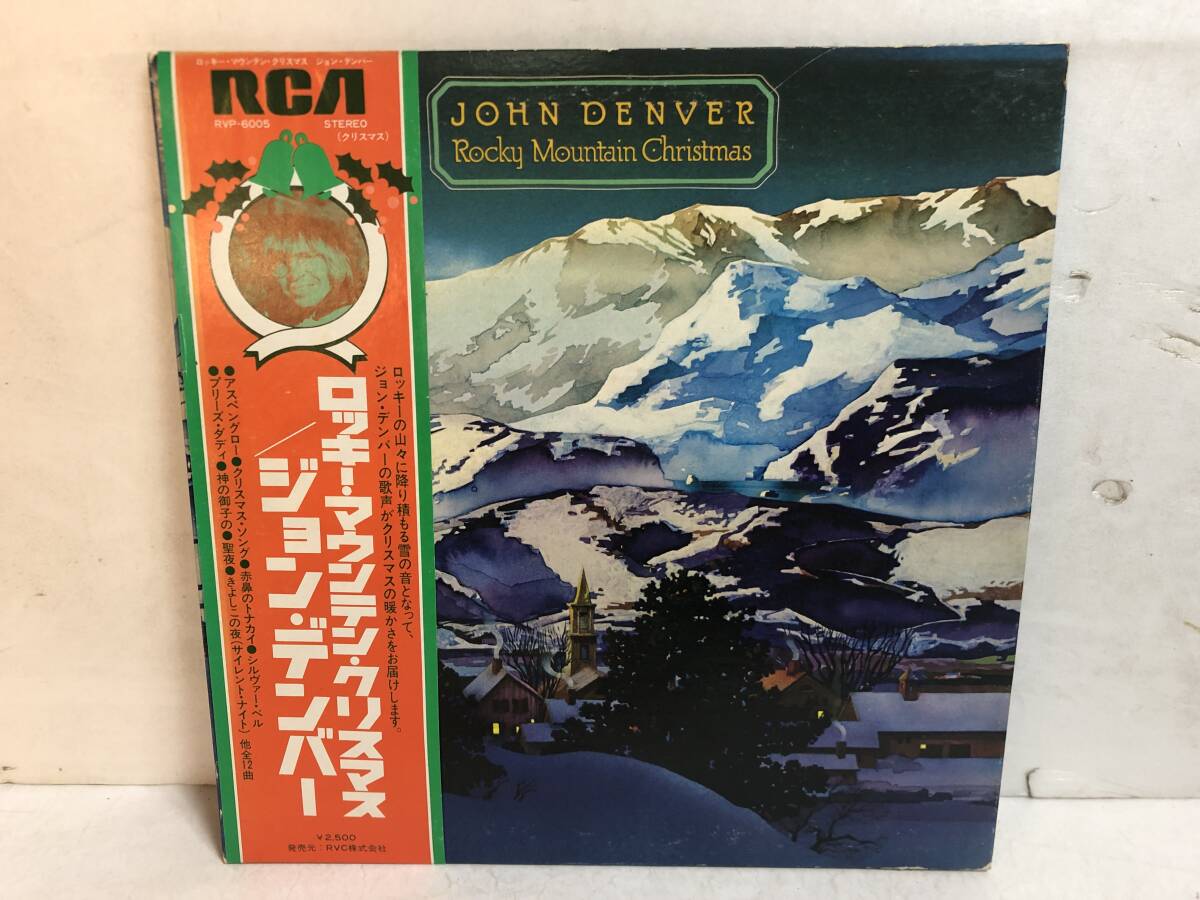 ロッキー・マウンテン・クリスマス ジョン・デンバー
RCA
RVP-6005 STEREO
(クリスマス)
JOHN DENVER
Rocky Mountain Christmas
ロッキーの山々に降り積もる雪の音となって、
ジョン・デンバーの歌声がクリスマスの暖かさをお届けします。
ロッキー・マウンテン・クリスマス
/ジョン・デンバー
●アスペングロー●クリスマス・ソング●赤鼻のトナカイ●シルヴァー・ベル
●プリーズ・ダディ●神の御子の●聖夜●きよしこの夜(サイレント・ナイト) 他全12曲
¥2,500
発売元:RVC株式会社